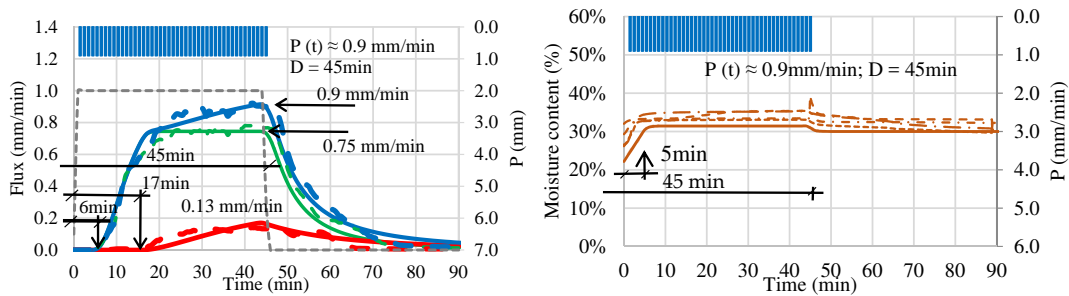 1.4
1.2
1.0
0.8
0.6
0.4
0.2
0.0
Flux (mm/min)
0 10 20 30 40 50 60 70 80 90
Time (min)
0.0
1.0
2.0
3.0
4.0
5.0
6.0
7.0
P (mm)
P (t) ≈ 0.9 mm/min
D = 45min
0.9 mm/min
0.75 mm/min
45min
17min
6min
0.13 mm/min
60%
50%
40%
30%
20%
10%
0%
Moisture content (%)
0 10 20 30 40 50 60 70 80 90
Time (min)
0.0
1.0
2.0
3.0
4.0
5.0
6.0
P (mm/min)
P (t) ≈ 0.9mm/min; D = 45min
5min
45 min